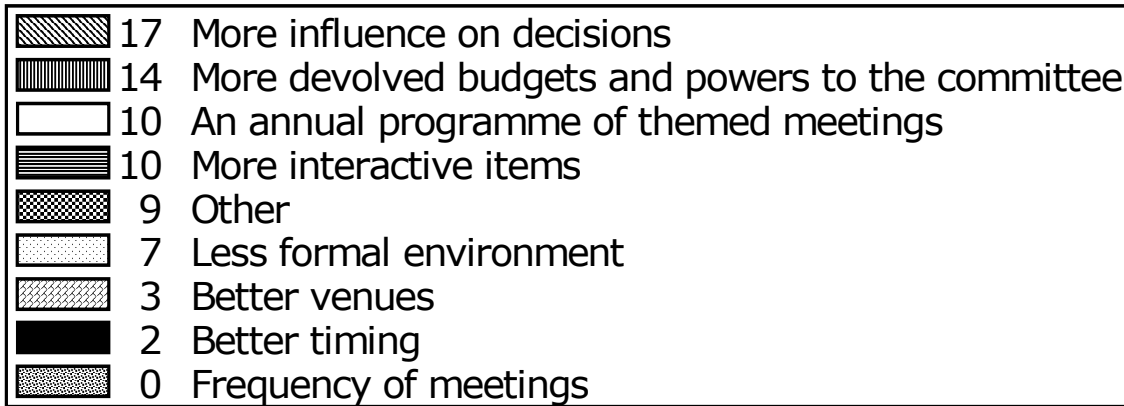 17 More influence on decisions
14 More devolved budgets and powers to the committee
10 An annual programme of themed meetings
10 More interactive items
9 Other
7 Less formal environment
3 Better venues
2 Better timing
0 Frequency of meetings